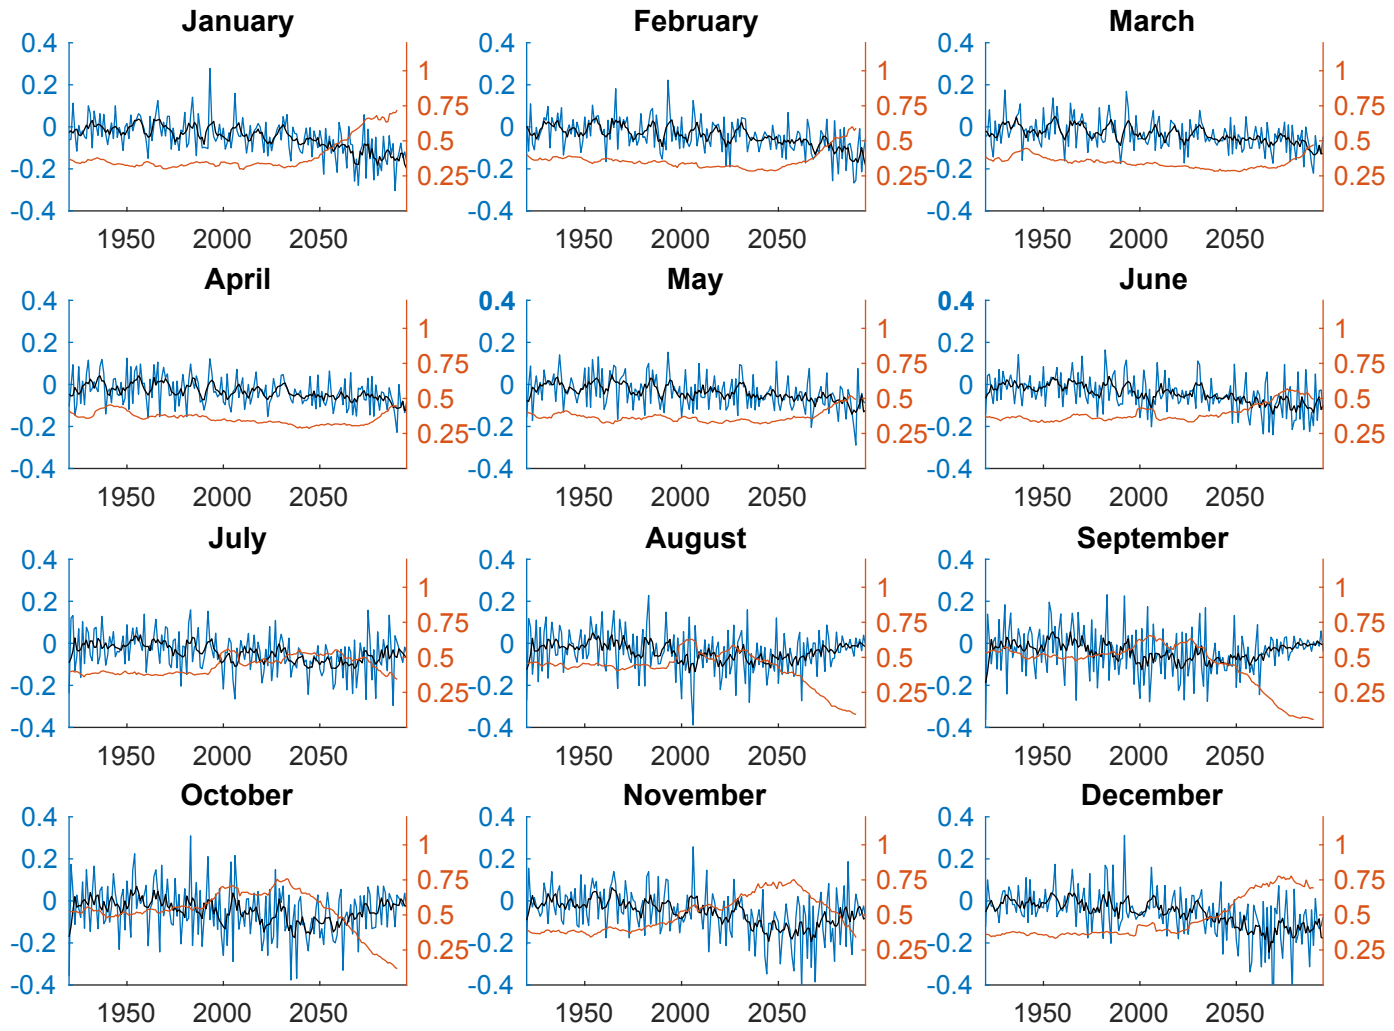 January February March
0.4 0.4 0.4
0.2 1 0.2 1 0.2 1
0.75 0.75 0.75
0 0 0
0.5 0.5 0.5
-0.2 0.25 -0.2 0.25 -0.2 0.25
-0.4 -0.4 -0.4
1950 2000 2050 1950 2000 2050 1950 2000 2050
April May June
0.4 0.4 0.4
0.2 1 0.2 1 0.2 1
0.75 0.75 0.75
0 0 0
0.5 0.5 0.5
-0.2 0.25 -0.2 0.25 -0.2 0.25
-0.4 -0.4 -0.4
1950 2000 2050 1950 2000 2050 1950 2000 2050
July August September
0.4 0.4 0.4
0.2 1 0.2 1 0.2 1
0.75 0.75 0.75
0 0 0
0.5 0.5 0.5
-0.2 0.25 -0.2 0.25 -0.2 0.25
-0.4 -0.4 -0.4
1950 2000 2050 1950 2000 2050 1950 2000 2050
October November December
0.4 0.4 0.4
0.2 1 0.2 1 0.2 1
0.75 0.75 0.75
0 0 0
0.5 0.5 0.5
-0.2 0.25 -0.2 0.25 -0.2 0.25
-0.4 -0.4 -0.4
1950 2000 2050 1950 2000 2050 1950 2000 2050